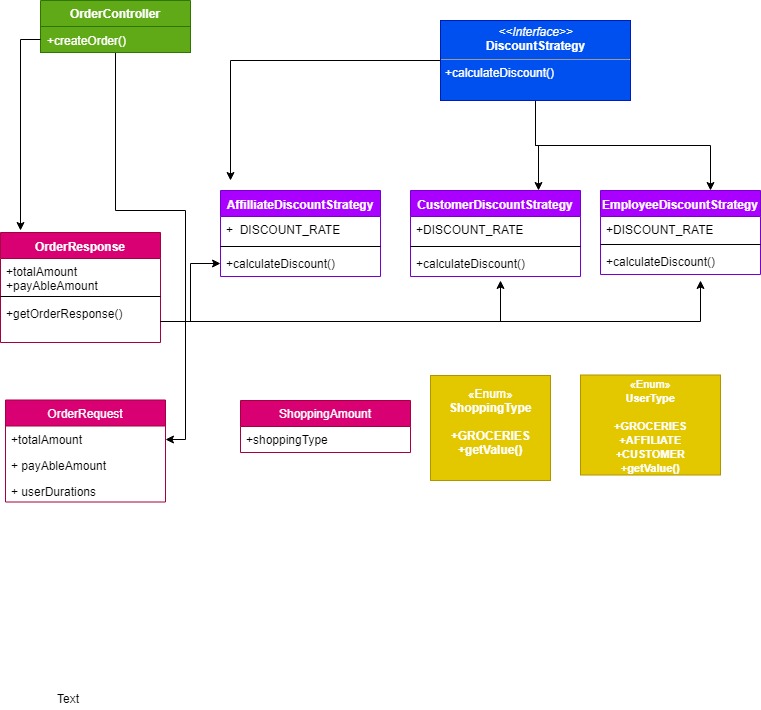 OrderController
+createOrder()
<<Interface>>
DiscountStrategy
+calculateDiscount()
AffilliateDiscountStrategy
+ DISCOUNT_RATE
+calculateDiscount()
CustomerDiscountStrategy
+DISCOUNT_RATE
+calculateDiscount()
EmployeeDiscountStrategy
+DISCOUNT_RATE
+calculateDiscount()
OrderResponse
+totalAmount
+payAbleAmount
+getOrderResponse()
OrderRequest
+totalAmount
+ payAbleAmount
+ userDurations
ShoppingAmount
+shoppingType
«Enum»
ShoppingType
+GROCERIES
+getValue()
«Enum»
UserType
+GROCERIES
+AFFILIATE
+CUSTOMER
+getValue()
Text